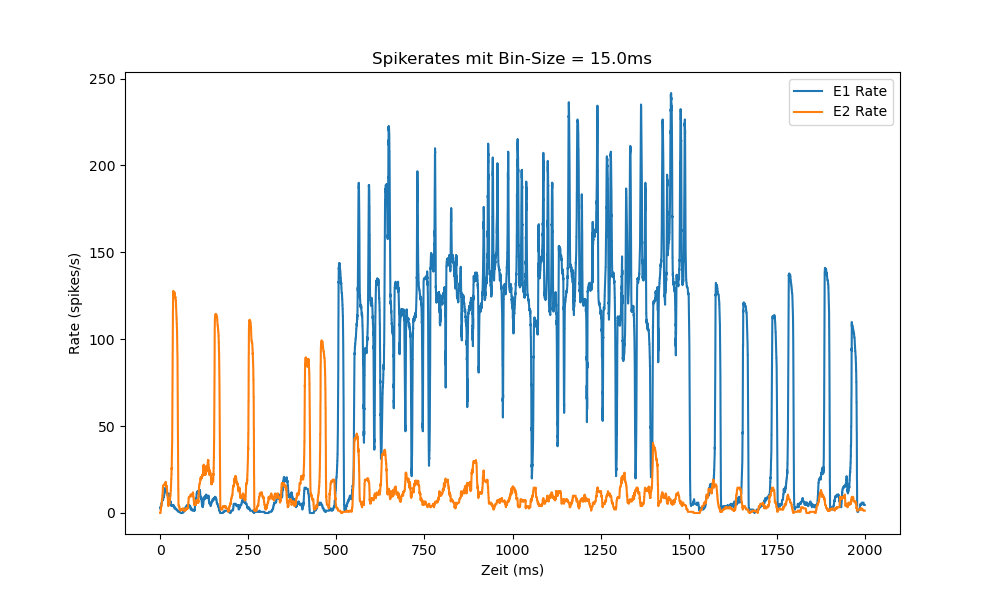 Spikerates mit Bin-Size = 15.0ms
E1 Rate
E2 Rate
250
200
150
100
50
0
Rate (spikes/s)
0 250 500 750 1000 1250 1500 1750 2000
Zeit (ms)